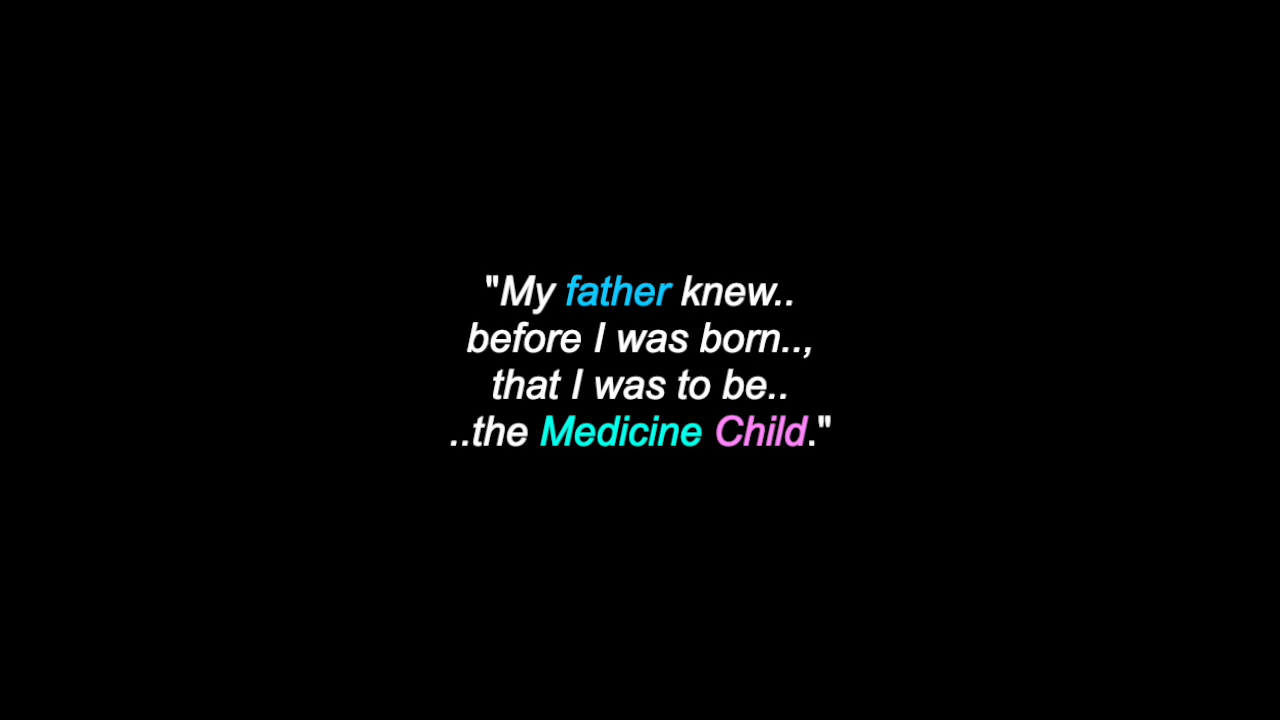 "My father knew..
before I was born..,
that I was to be..
..the Medicine Child."